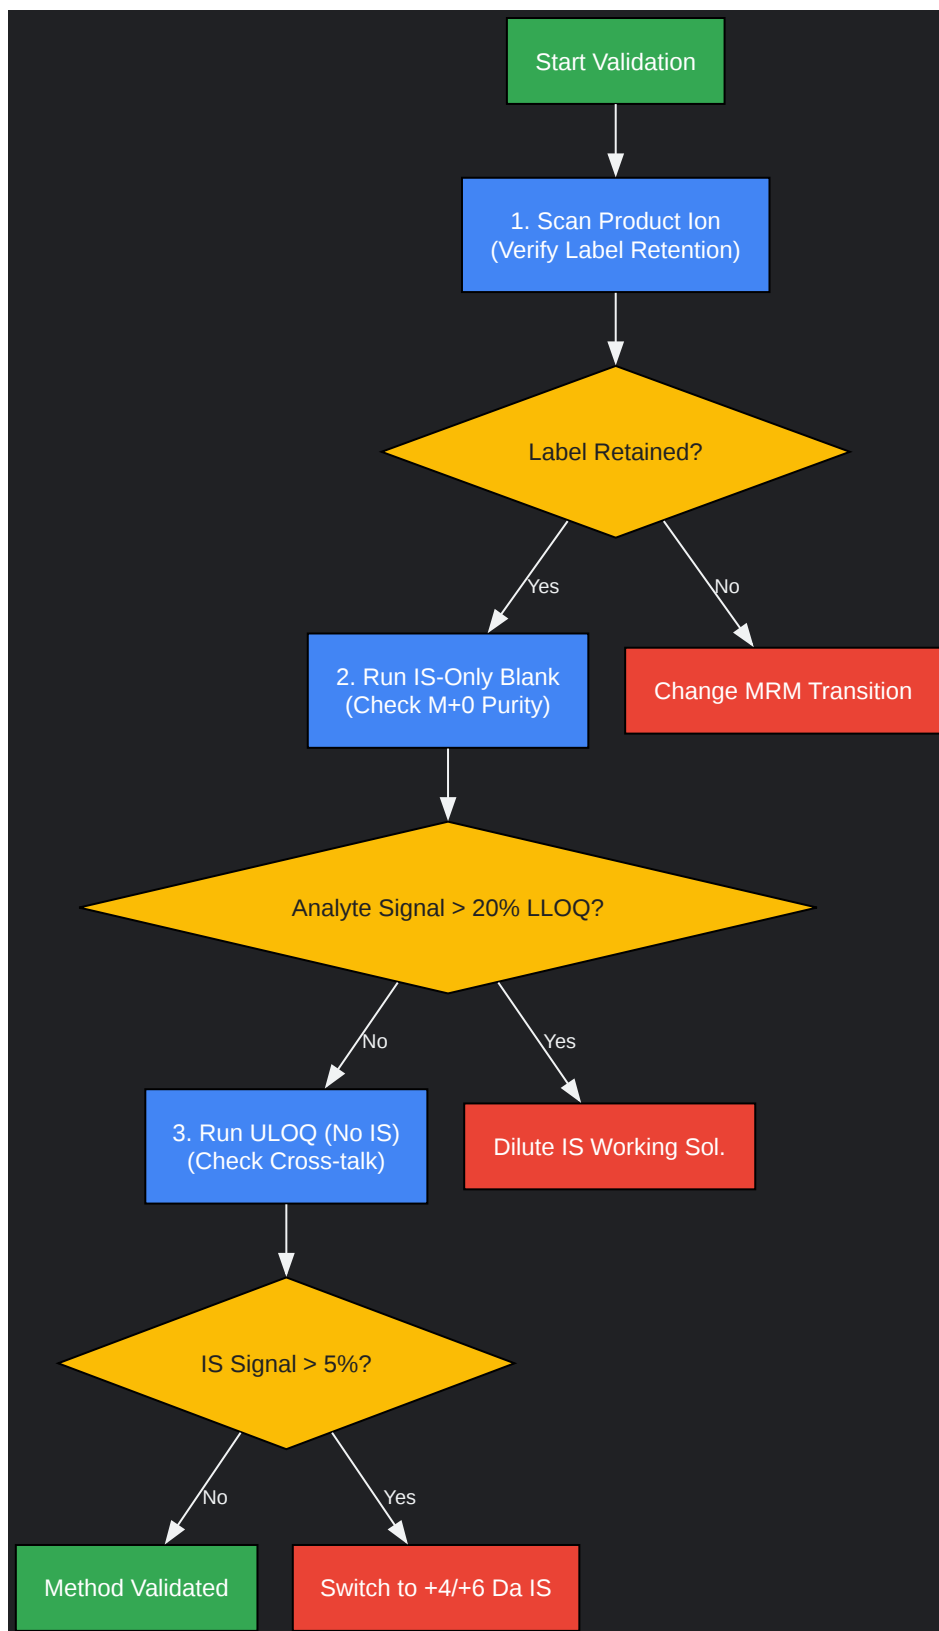 Start Validation
1. Scan Product Ion
(Verify Label Retention)
Label Retained?
Yes
No
2. Run IS-Only Blank
(Check M+0 Purity)
Change MRM Transition
Analyte Signal > 20% LLOQ?
No
Yes
3. Run ULOQ (No IS)
(Check Cross-talk)
Dilute IS Working Sol.
IS Signal > 5%?
No
Yes
Method Validated
Switch to +4/+6 Da IS